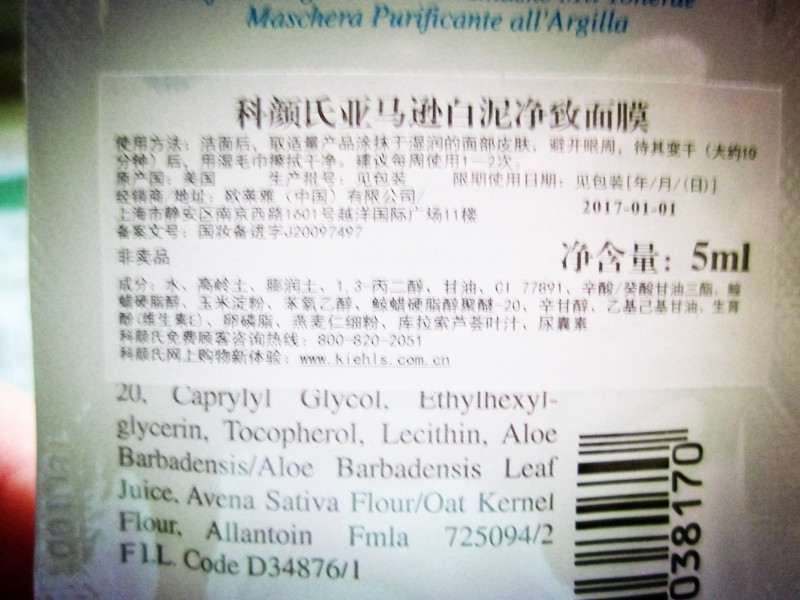 Maschera Purificante all'Argilla
科颜氏亚马逊白泥净致面膜
使用方法：洁面后，取适量产品涂抹于湿润的面部皮肤，避开眼周，待其变干（大约10
分钟）后，用湿毛巾擦拭干净。建议每周使用1—2次。
原产国：美国 生产批号：见包装 限期使用日期：见包装[年/月/(日)]
经销商/地址：欧莱雅（中国）有限公司/ 2017-01-01
上海市静安区南京西路1601号越洋国际广场11楼
备案文号：国妆备进字J20097497
非卖品 净含量：5ml
成分：水、高岭土、膨润土、1,3-丙二醇、甘油、CI 77891、辛酸/癸酸甘油三酯、鲸
蜡硬脂醇、玉米淀粉、苯氧乙醇、鲸蜡硬脂醇聚醚-20、辛甘醇、乙基己基甘油、生育
酚(维生素E)、卵磷脂、燕麦仁细粉、库拉索芦荟叶汁、尿囊素
科颜氏免费顾客咨询热线：800-820-2051
科颜氏网上购物新体验：www.kiehls.com.cn
20, Caprylyl Glycol, Ethylhexyl-
glycerin, Tocopherol, Lecithin, Aloe
Barbadensis/Aloe Barbadensis Leaf
Juice, Avena Sativa Flour/Oat Kernel
Flour, Allantoin Fmla 725094/2
F.I.L. Code D34876/1
038170